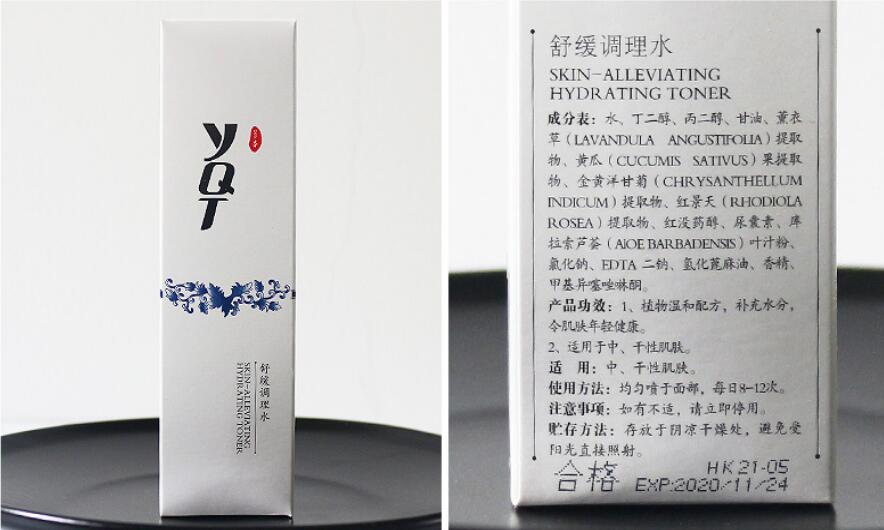 YQT
舒缓调理水
SKIN-ALLEVIATING
HYDRATING TONER
舒缓调理水
SKIN-ALLEVIATING
HYDRATING TONER
成分表：水、丁二醇、丙二醇、甘油、薰衣
草（LAVANDULA ANGUSTIFOLIA）提取
物、黄瓜（CUCUMIS SATIVUS）果提取
物、金黄洋甘菊（CHRYSANTHELLUM
INDICUM）提取物、红景天（RHODIOLA
ROSEA）提取物、红没药醇、尿囊素、库
拉索芦荟（AlOE BARBADENSIS）叶汁粉、
氯化钠、EDTA 二钠、氢化蓖麻油、香精、
甲基异噻唑啉酮。
产品功效：1、植物温和配方，补充水分，
令肌肤年轻健康。
2、适用于中、干性肌肤。
适 用：中、干性肌肤。
使用方法：均匀喷于面部，每日8-12次。
注意事项：如有不适，请立即停用。
贮存方法：存放于阴凉干燥处，避免受
阳光直接照射。
合格 HK 21-05
EXP:2020/11/24